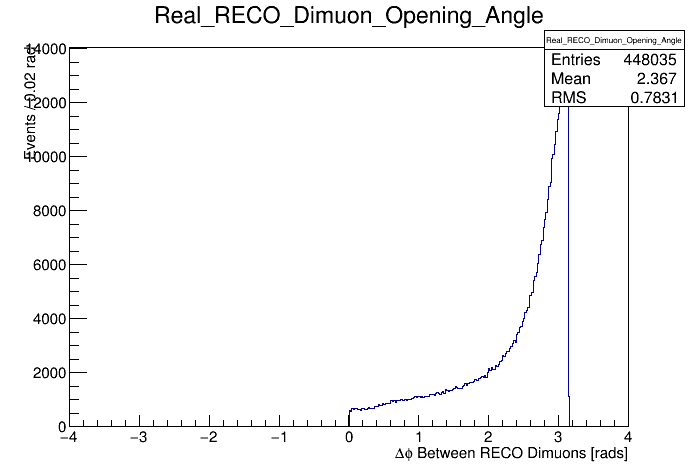 Real_RECO_Dimuon_Opening_Angle
Real_RECO_Dimuon_Opening_Angle
Entries 448035
Mean 2.367
RMS 0.7831
Events / 0.02 rad
14000
12000
10000
8000
6000
4000
2000
0
−4 −3 −2 −1 0 1 2 3 4
Δϕ Between RECO Dimuons [rads]